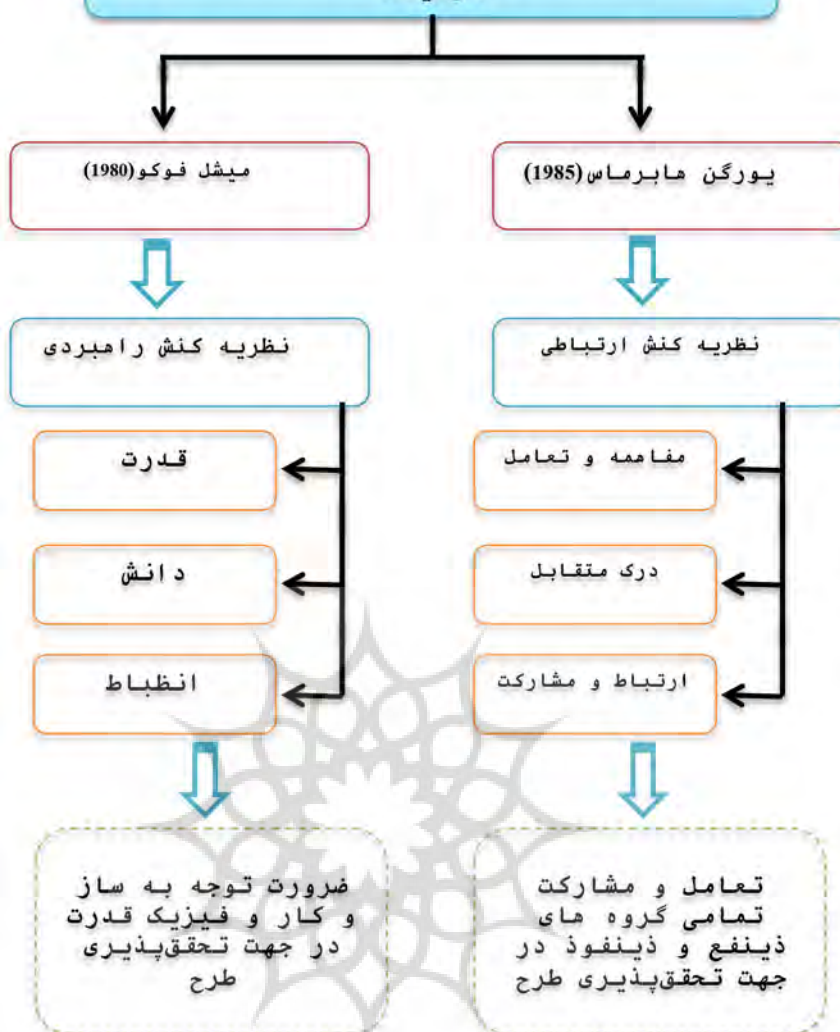 یورگن هابرماس (1985)
میشل فوکو(1980)
نظریه کنش ارتباطی
نظریه کنش راهبردی
مفاهمه و تعامل
قدرت
درک متقابل
دانش
ارتباط و مشارکت
انظباط
تعامل و مشارکت
تمامی گروه های
ذینفع و ذینفوذ در
جهت تحقق‌پذیری طرح
ضرورت توجه به ساز
و کار و فیزیک قدرت
در جهت تحقق‌پذیری
طرح